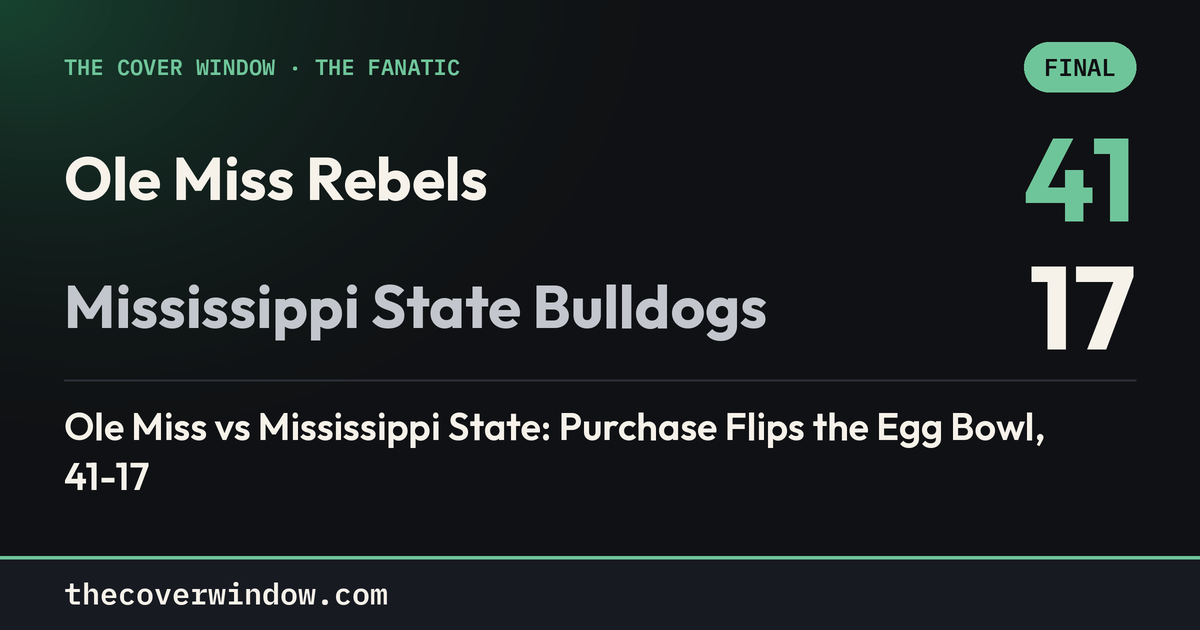 THE COVER WINDOW · THE FANATIC
FINAL
Ole Miss Rebels
41
Mississippi State Bulldogs
17
Ole Miss vs Mississippi State: Purchase Flips the Egg Bowl,
41-17
thecoverwindow.com